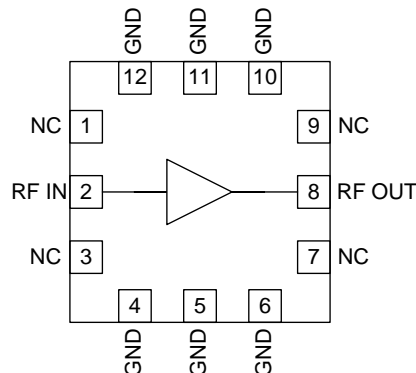 GND GND GND
12 11 10
NC 1 9 NC
RF IN 2 8 RF OUT
NC 3 7 NC
4 5 6
GND GND GND